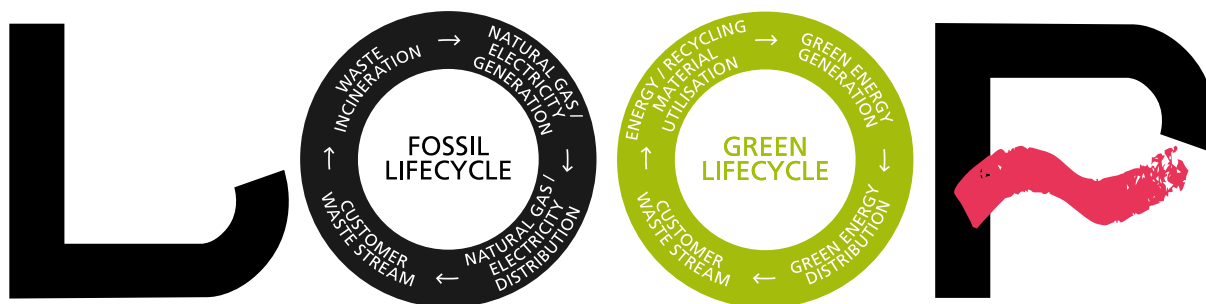 LOOP
WASTE
INCINERATION
→
NATURAL GAS /
ELECTRICITY
GENERATION
↓
NATURAL GAS /
ELECTRICITY
DISTRIBUTION
←
CUSTOMER
WASTE STREAM
↑
FOSSIL
LIFECYCLE
ENERGY / RECYCLING
MATERIAL
UTILISATION
→
GREEN ENERGY
GENERATION
↓
GREEN ENERGY
DISTRIBUTION
←
CUSTOMER
WASTE STREAM
↑
GREEN
LIFECYCLE